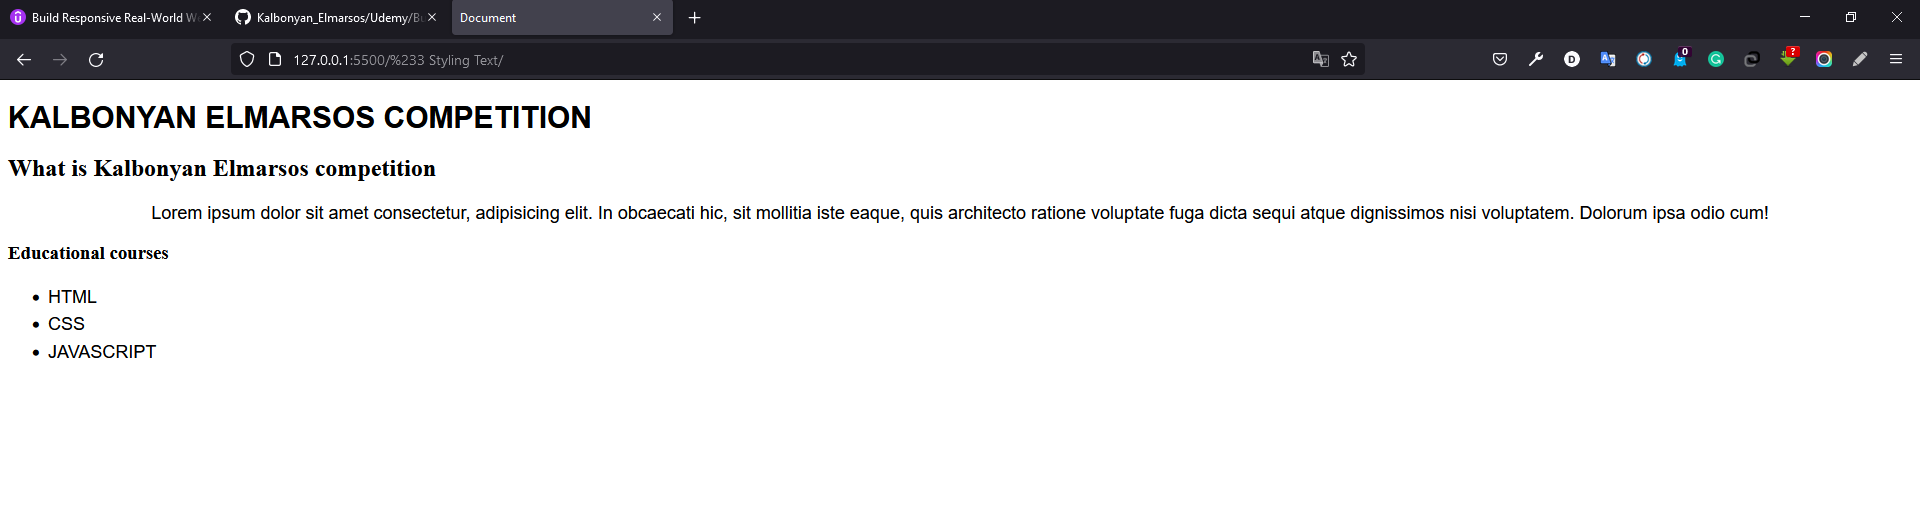 Build Responsive Real-World W
Kalbonyan_Elmarsos/Udemy/Bu
Document
127.0.0.1:5500/%233 Styling Text/
0
?
KALBONYAN ELMARSOS COMPETITION
What is Kalbonyan Elmarsos competition
Lorem ipsum dolor sit amet consectetur, adipisicing elit. In obcaecati hic, sit mollitia iste eaque, quis architecto ratione voluptate fuga dicta sequi atque dignissimos nisi voluptatem. Dolorum ipsa odio cum!
Educational courses
• HTML
• CSS
• JAVASCRIPT